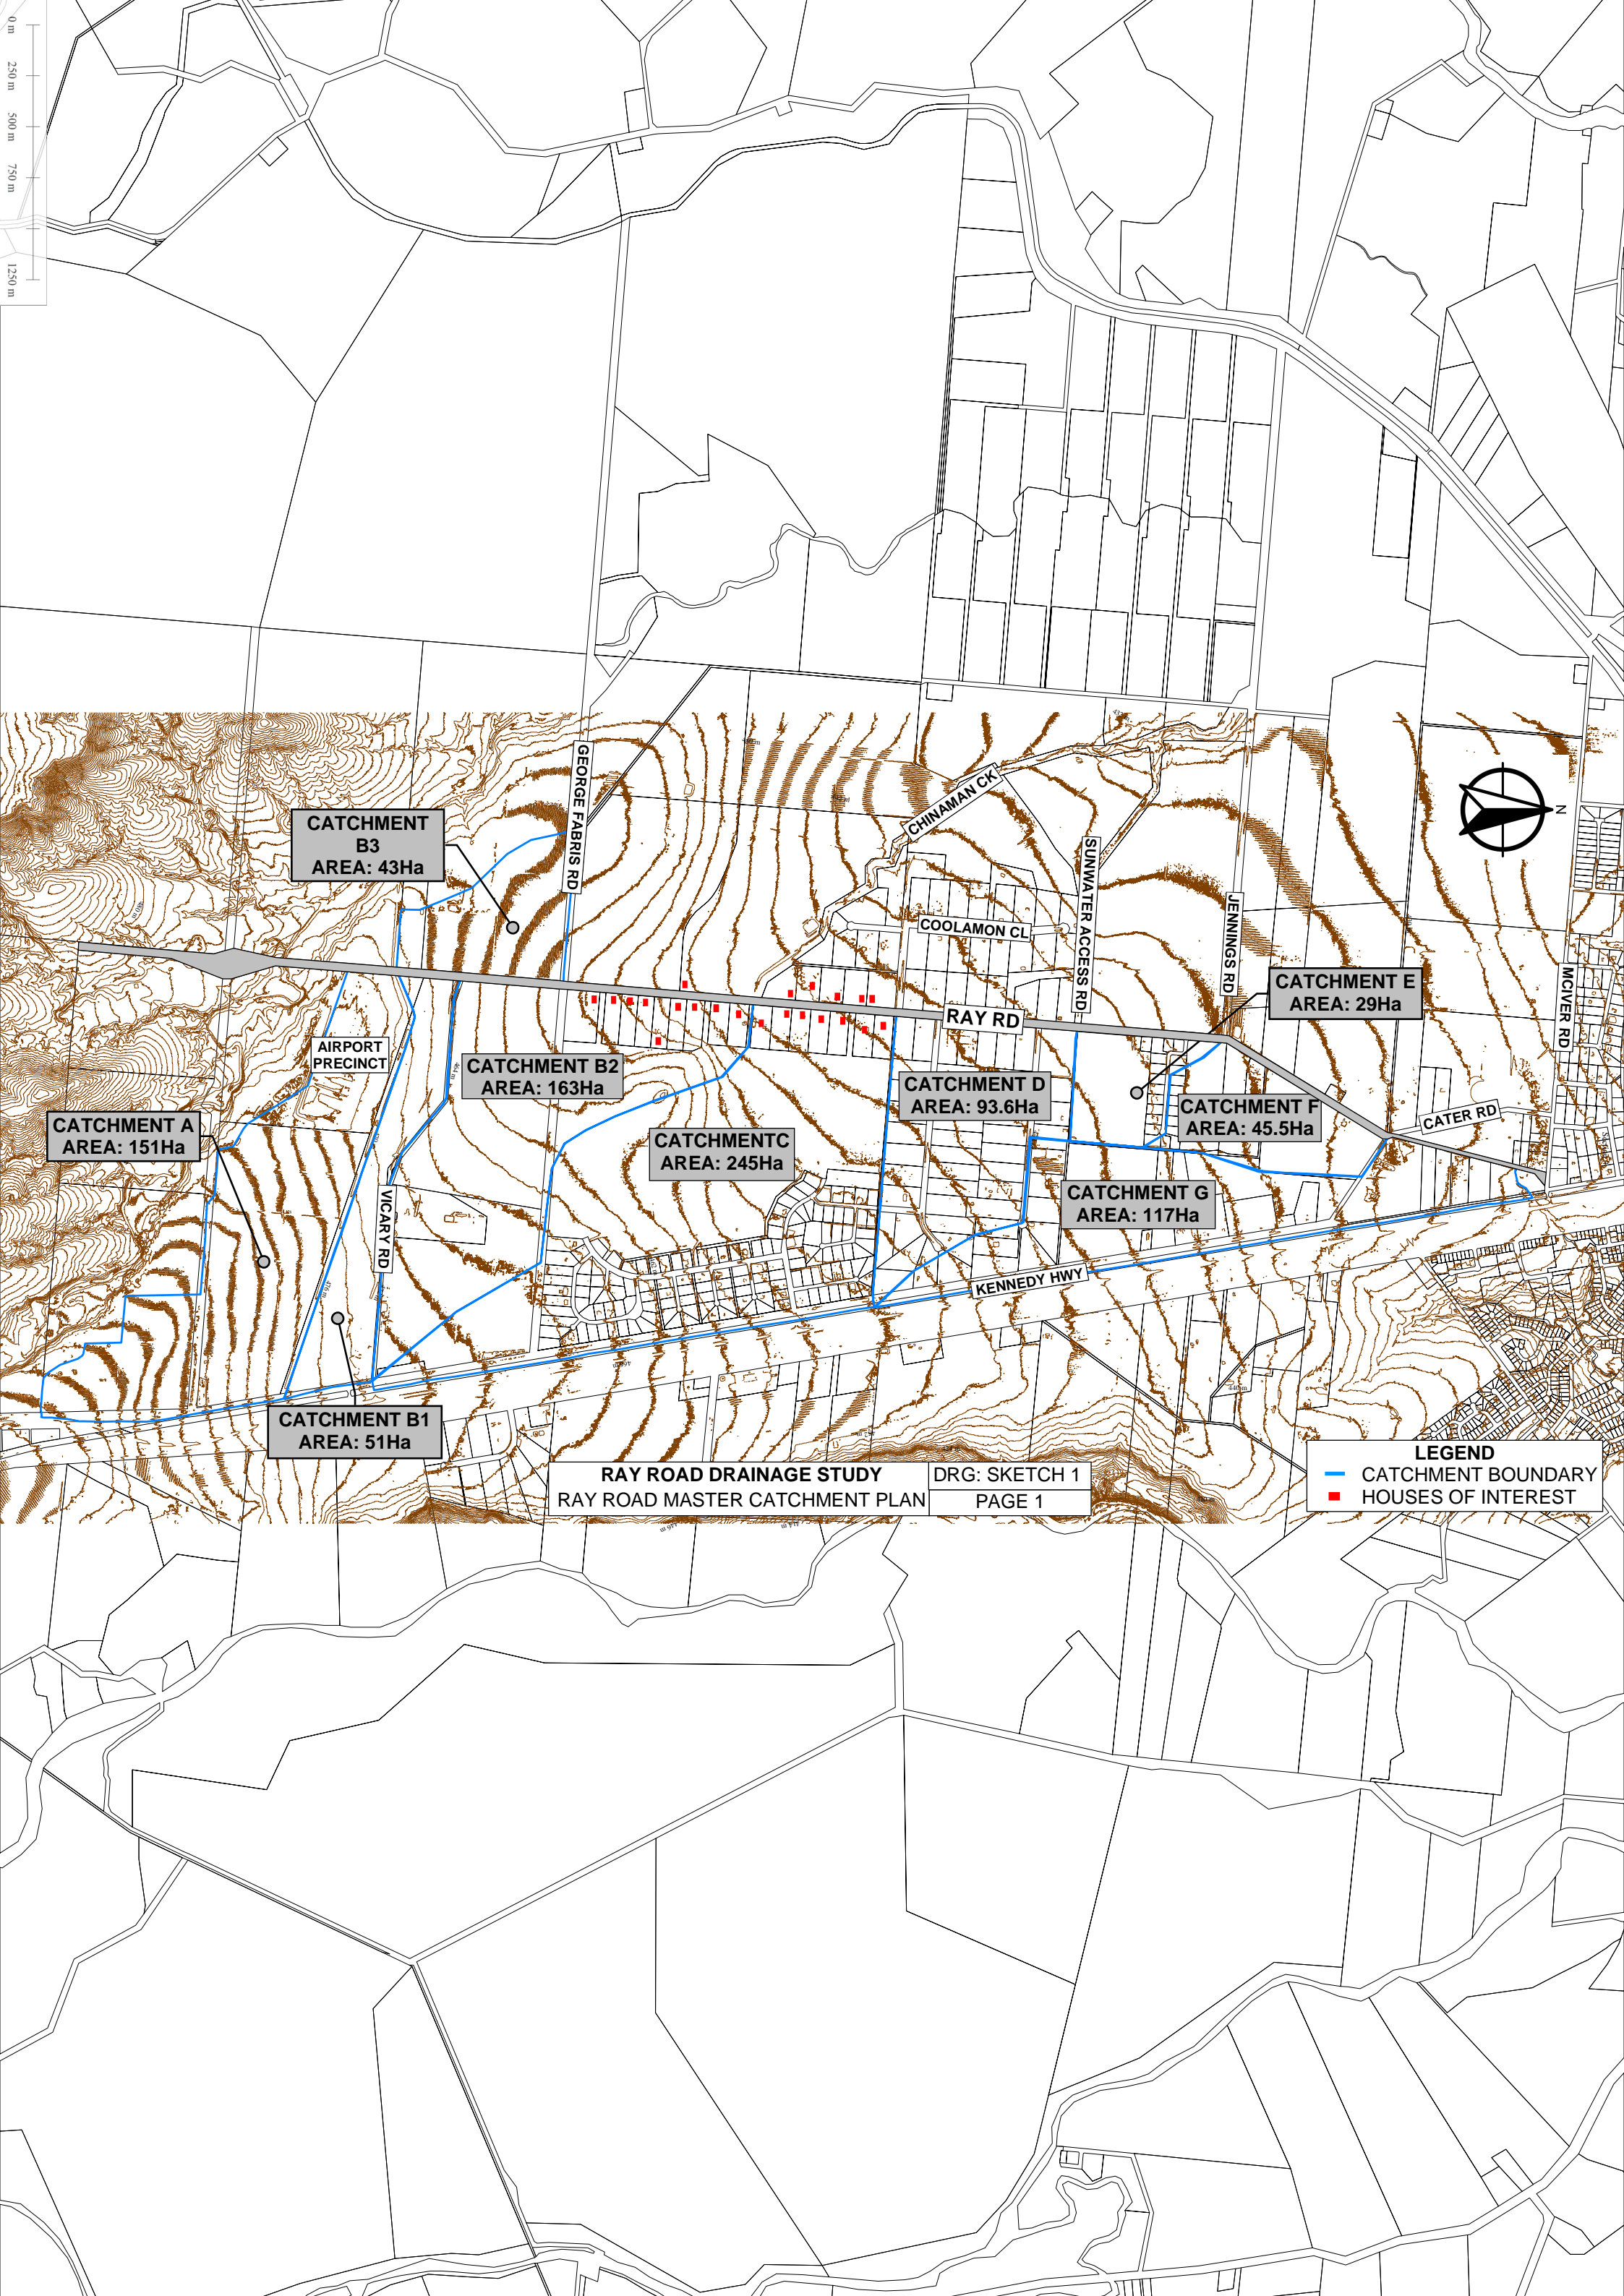 0 m
250 m
500 m
750 m
1250 m
GEORGE FABRIS RD
CATCHMENT
B3
AREA: 43Ha
CHINAMAN CK
N
SUNWATER ACCESS RD
COOLAMON CL
JENNINGS RD
CATCHMENT E
AREA: 29Ha
MCIVER RD
RAY RD
AIRPORT
PRECINCT
CATCHMENT B2
AREA: 163Ha
CATCHMENT D
AREA: 93.6Ha
CATCHMENT F
AREA: 45.5Ha
CATER RD
CATCHMENT A
AREA: 151Ha
CATCHMENTC
AREA: 245Ha
VICARY RD
CATCHMENT G
AREA: 117Ha
KENNEDY HWY
CATCHMENT B1
AREA: 51Ha
RAY ROAD DRAINAGE STUDY
RAY ROAD MASTER CATCHMENT PLAN
DRG: SKETCH 1
PAGE 1
LEGEND
CATCHMENT BOUNDARY
HOUSES OF INTEREST